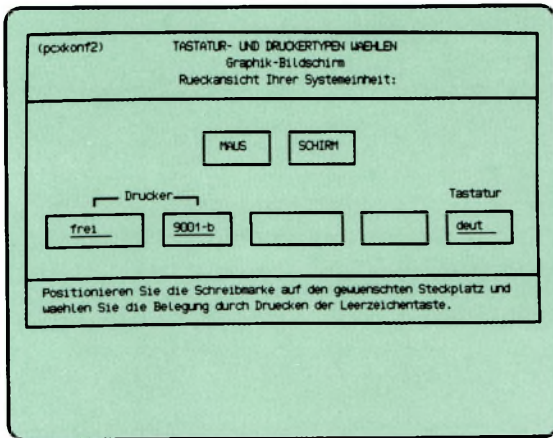 (pcxkonf2) TASTATUR- UND DRUCKERTYPEN WAEHLEN
Graphik-Bildschirm
Rueckansicht Ihrer Systemeinheit:
MAUS SCHIRM
Drucker Tastatur
frei 9001-b deut
Positionieren Sie die Schreibmarke auf den gewuenschten Steckplatz und
waehlen Sie die Belegung durch Druecken der Leerzeichentaste.